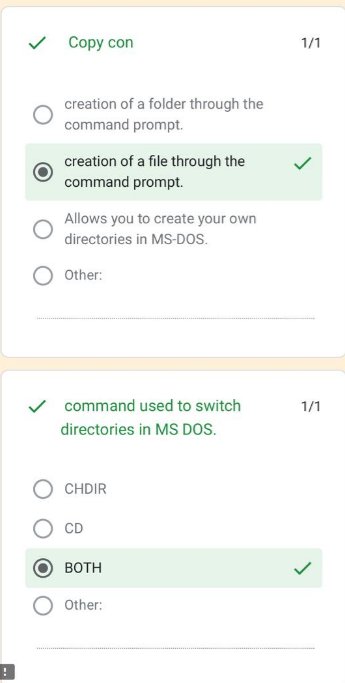 Copy con 1/1
creation of a folder through the
command prompt.
creation of a file through the
command prompt.
Allows you to create your own
directories in MS-DOS.
Other:
command used to switch 1/1
directories in MS DOS.
CHDIR
CD
BOTH
Other:
!